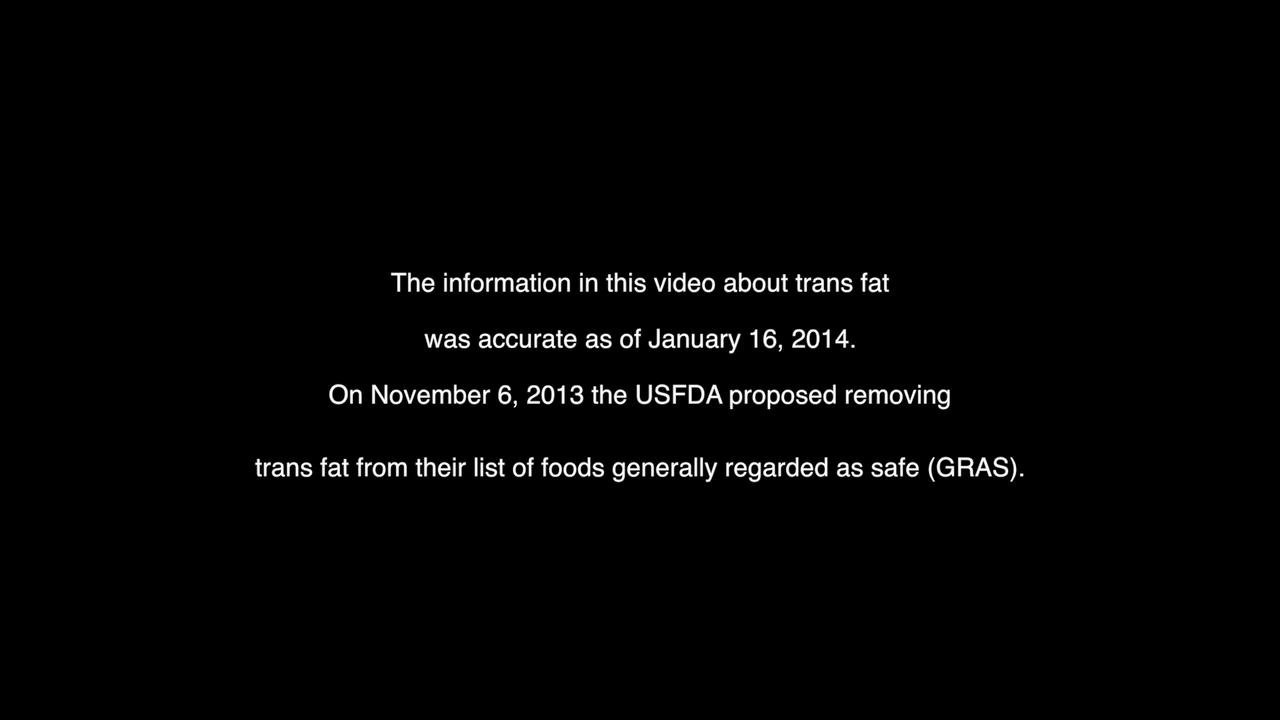 The information in this video about trans fat
was accurate as of January 16, 2014.
On November 6, 2013 the USFDA proposed removing
trans fat from their list of foods generally regarded as safe (GRAS).